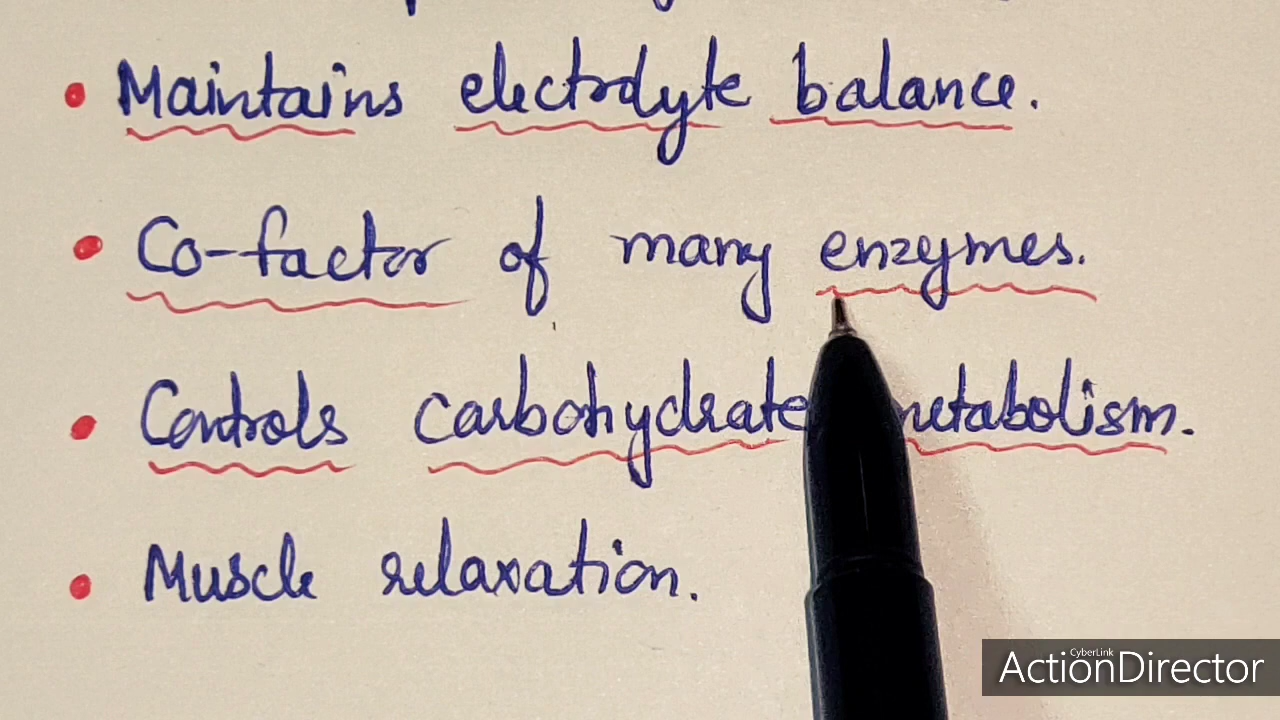 • Maintains electrolyte balance.
• Co-factor of many enzymes.
• Controls carbohydrate metabolism.
• Muscle relaxation.
CyberLink
ActionDirector